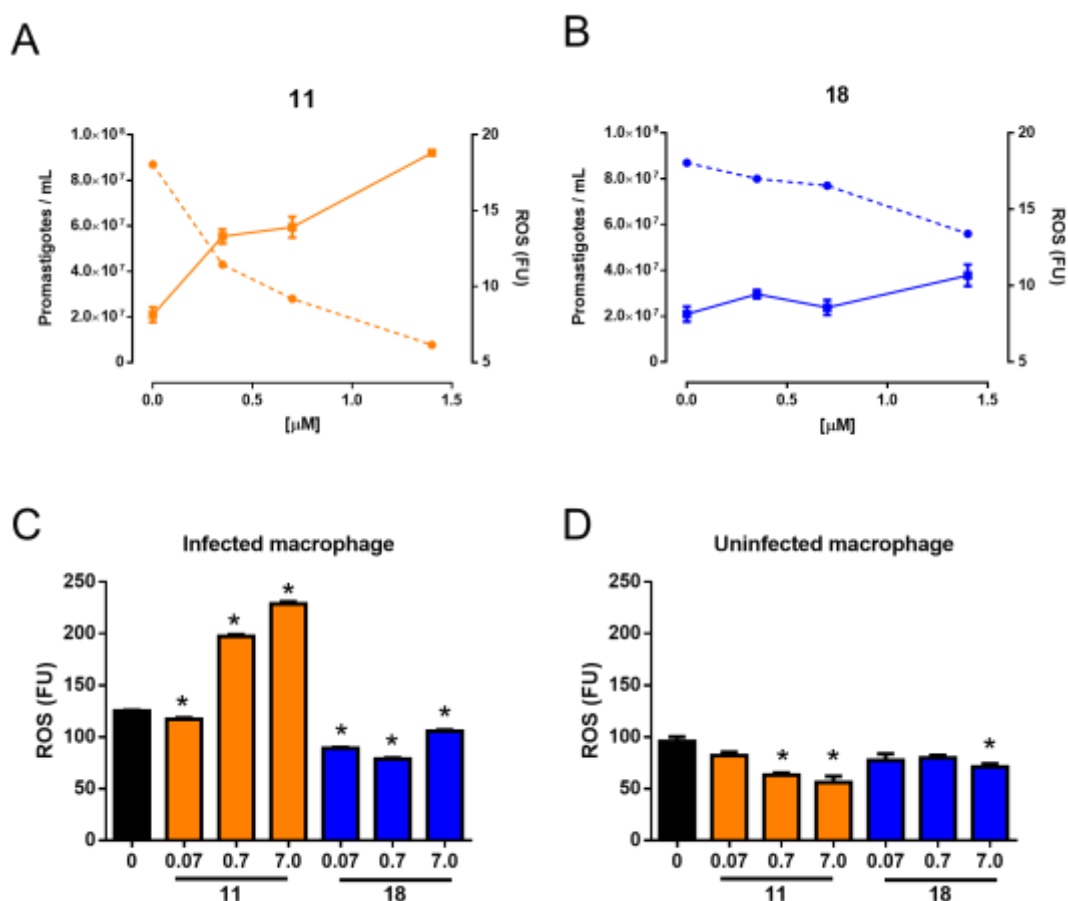 A
11
1.0×10⁸
8.0×10⁷
6.0×10⁷
4.0×10⁷
2.0×10⁷
0
Promastigotes / mL
20
15
10
5
ROS (FU)
0.0 0.5 1.0 1.5
[μM]
B
18
1.0×10⁸
8.0×10⁷
6.0×10⁷
4.0×10⁷
2.0×10⁷
0
Promastigotes / mL
20
15
10
5
ROS (FU)
0.0 0.5 1.0 1.5
[μM]
C
Infected macrophage
250
200
150
100
50
0
ROS (FU)
* * * * * *
0 0.07 0.7 7.0 0.07 0.7 7.0
11 18
D
Uninfected macrophage
250
200
150
100
50
0
ROS (FU)
* * *
0 0.07 0.7 7.0 0.07 0.7 7.0
11 18